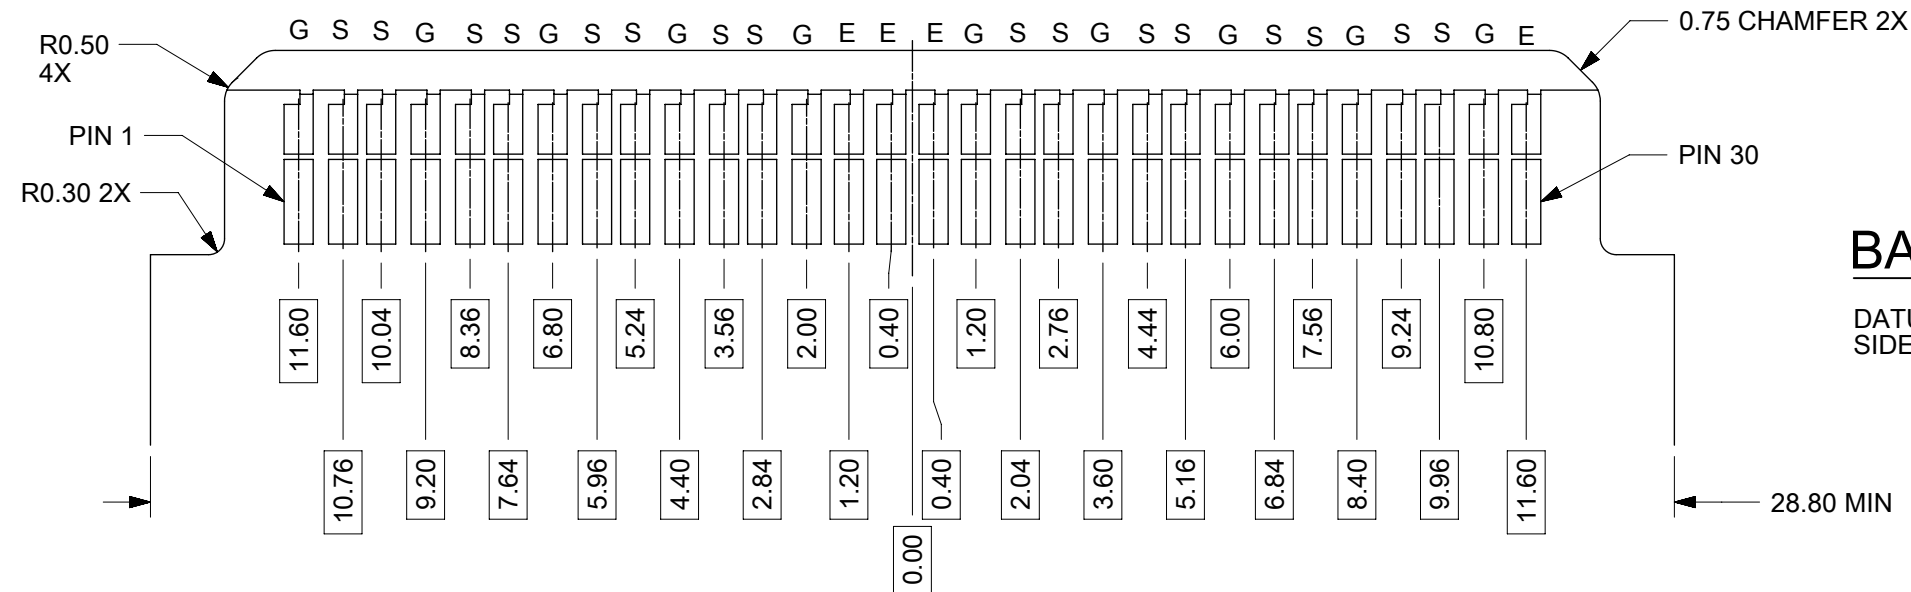 G S S G S S G S S G S S G E E E G S S G S S G S S G S S G E
0.75 CHAMFER 2X
R0.50
4X
PIN 1
PIN 30
R0.30 2X
BA
DATU
SIDE
11.60 10.04 8.36 6.80 5.24 3.56 2.00 0.40 1.20 2.76 4.44 6.00 7.56 9.24 10.80
10.76 9.20 7.64 5.96 4.40 2.84 1.20 0.40 2.04 3.60 5.16 6.84 8.40 9.96 11.60
28.80 MIN
0.00